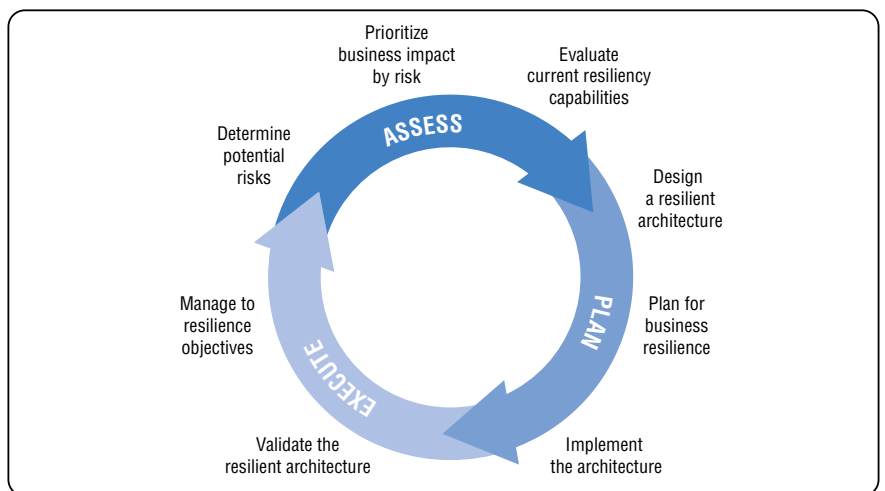 Prioritize
business impact
by risk
Evaluate
current resiliency
capabilities
ASSESS
Determine
potential
risks
Design
a resilient
architecture
PLAN
Plan for
business
resilience
Manage to
resilience
objectives
EXECUTE
Validate the
resilient architecture
Implement
the architecture